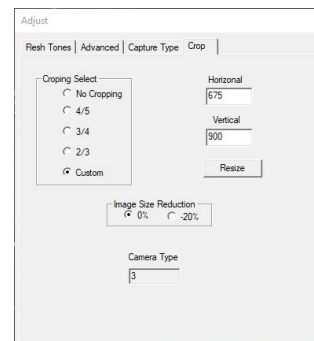 Adjust
Flesh Tones Advanced Capture Type Crop
Croping Select
No Cropping
4/5
3/4
2/3
Custom
Horizonal
675
Vertical
900
Resize
Image Size Reduction
0% -20%
Camera Type
3